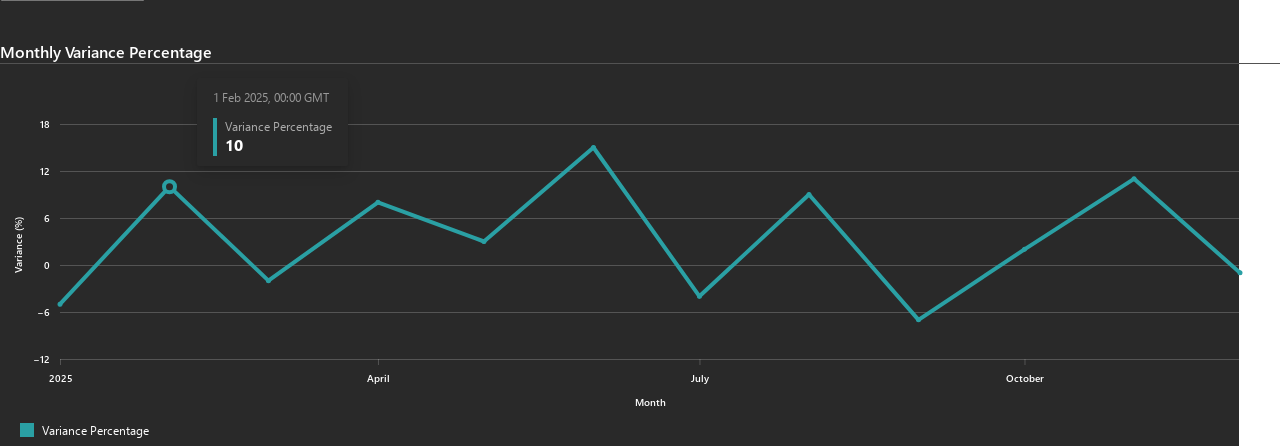 Monthly Variance Percentage
1 Feb 2025, 00:00 GMT
Variance Percentage
10
18
12
6
0
−6
−12
Variance (%)
2025
April
July
October
Month
Variance Percentage